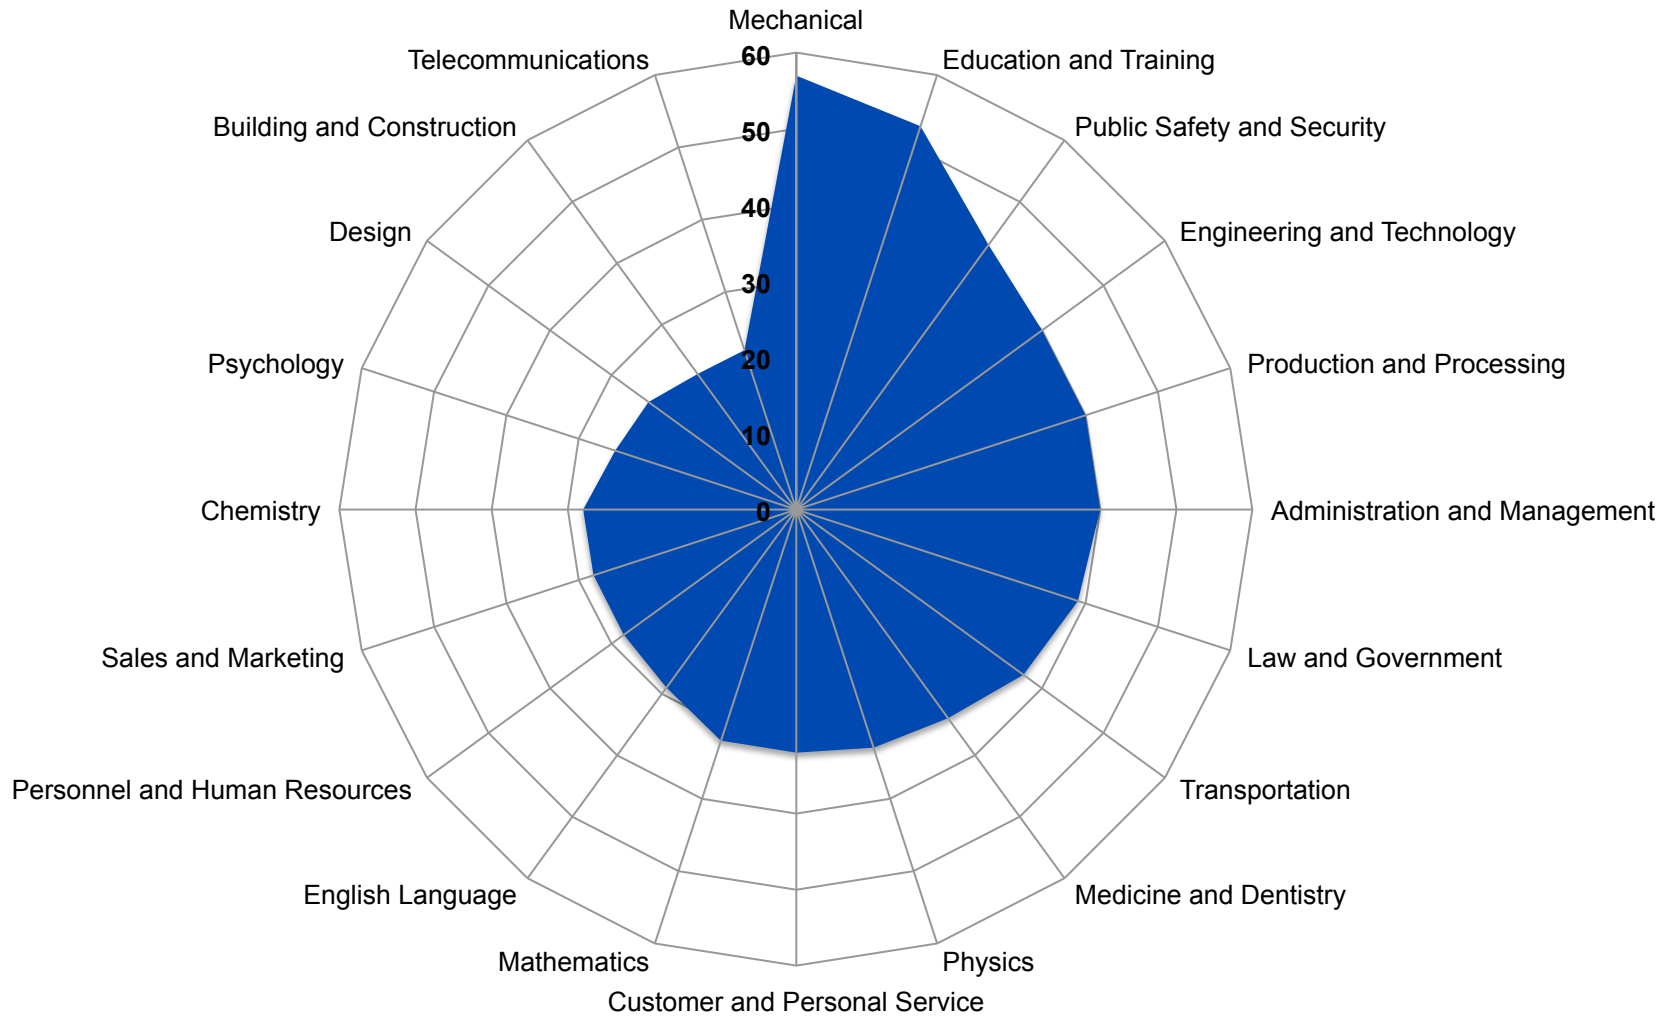 Mechanical
Education and Training
Public Safety and Security
Engineering and Technology
Production and Processing
Administration and Management
Law and Government
Transportation
Medicine and Dentistry
Physics
Customer and Personal Service
Mathematics
English Language
Personnel and Human Resources
Sales and Marketing
Chemistry
Psychology
Design
Building and Construction
Telecommunications
60
50
40
30
20
10
0